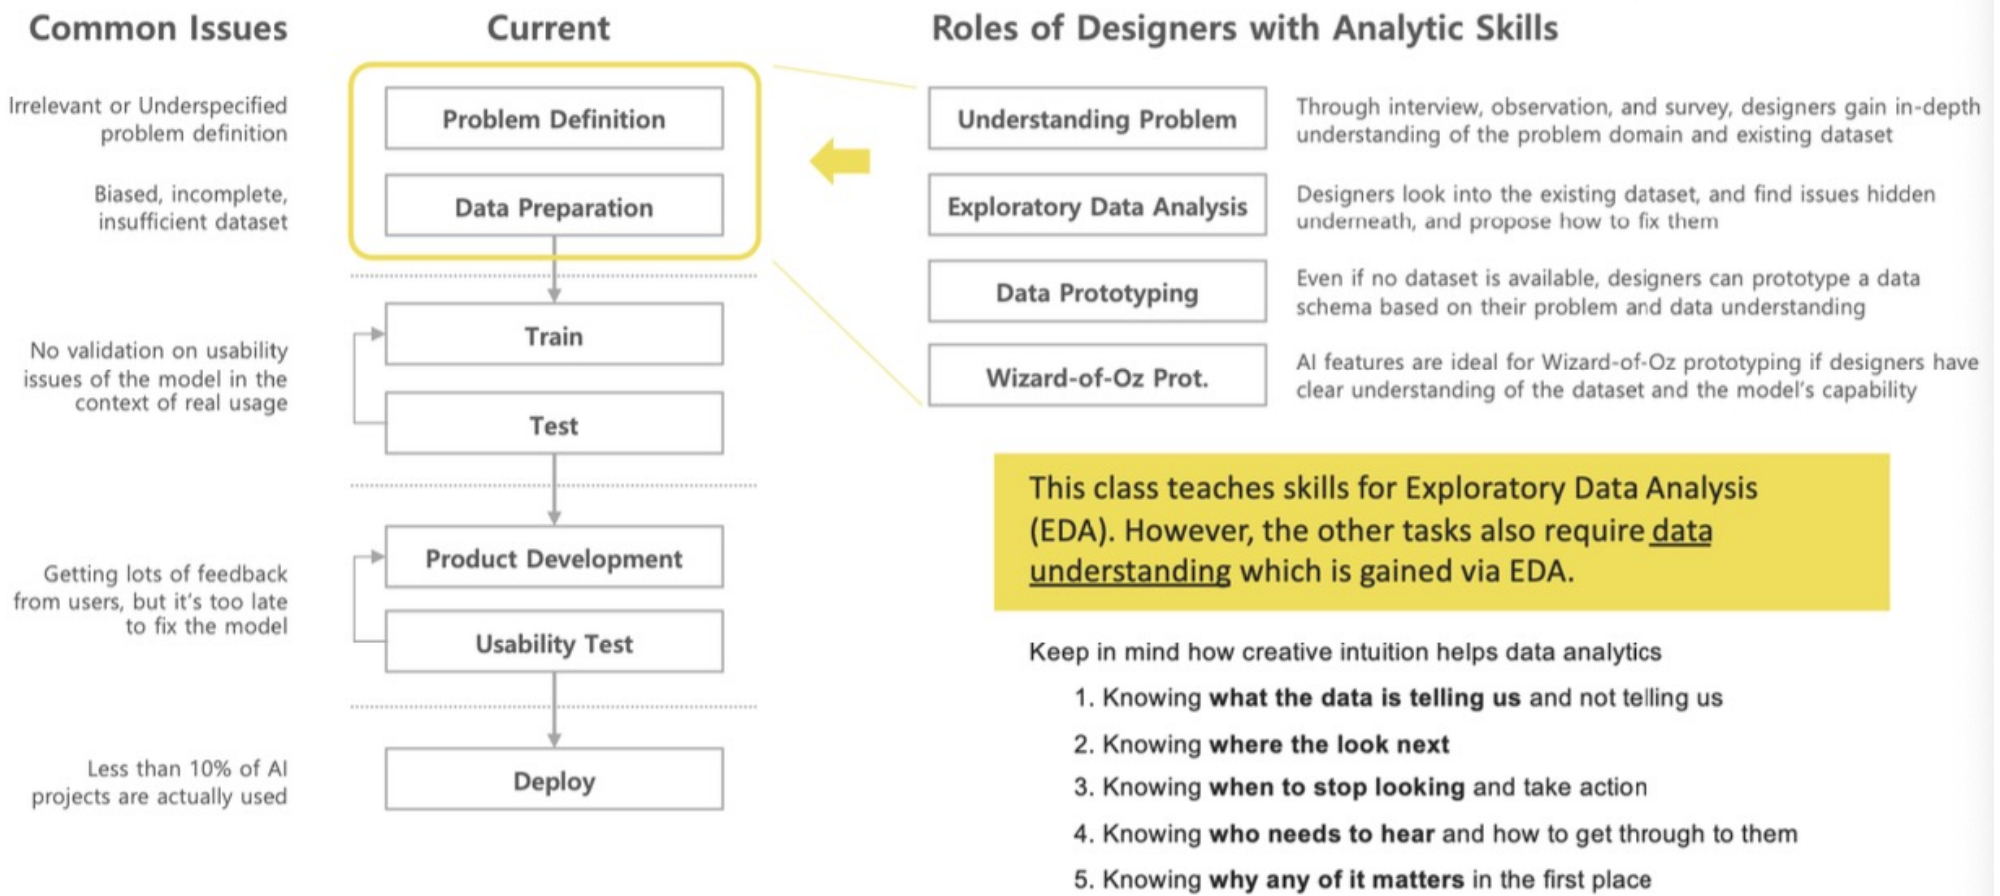 Common Issues
Current
Roles of Designers with Analytic Skills
Irrelevant or Underspecified
problem definition
Problem Definition
Understanding Problem
Through interview, observation, and survey, designers gain in-depth
understanding of the problem domain and existing dataset
Biased, incomplete,
insufficient dataset
Data Preparation
Exploratory Data Analysis
Designers look into the existing dataset, and find issues hidden
underneath, and propose how to fix them
Data Prototyping
Even if no dataset is available, designers can prototype a data
schema based on their problem and data understanding
No validation on usability
issues of the model in the
context of real usage
Train
Test
Wizard-of-Oz Prot.
AI features are ideal for Wizard-of-Oz prototyping if designers have
clear understanding of the dataset and the model's capability
This class teaches skills for Exploratory Data Analysis
(EDA). However, the other tasks also require data
understanding which is gained via EDA.
Getting lots of feedback
from users, but it's too late
to fix the model
Product Development
Usability Test
Less than 10% of AI
projects are actually used
Deploy
Keep in mind how creative intuition helps data analytics
1. Knowing what the data is telling us and not telling us
2. Knowing where the look next
3. Knowing when to stop looking and take action
4. Knowing who needs to hear and how to get through to them
5. Knowing why any of it matters in the first place